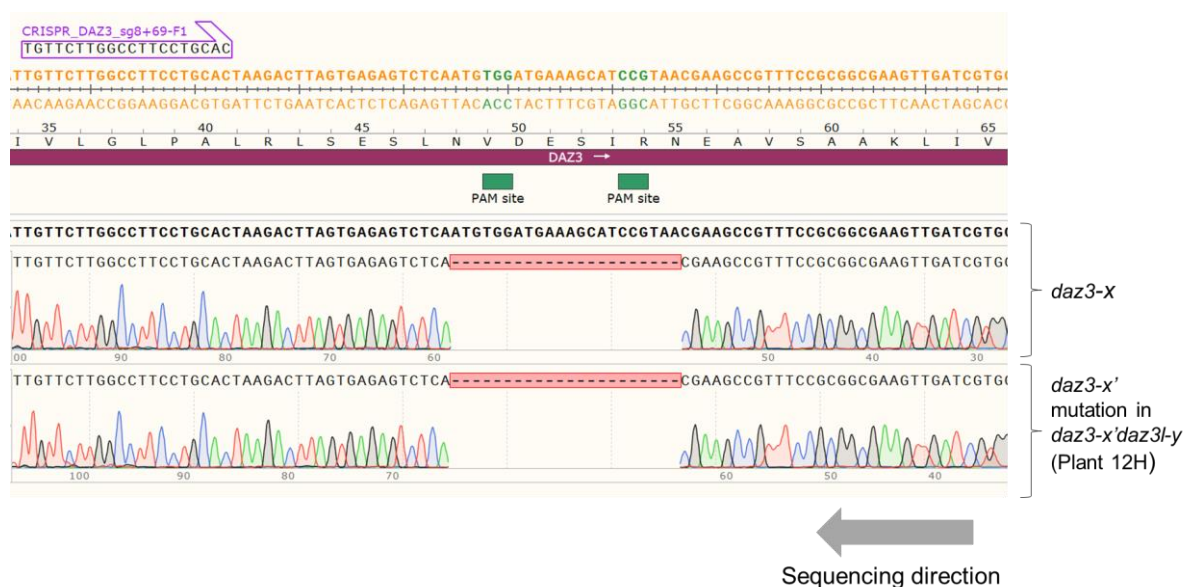 CRISPR_DAZ3_sg8+69-F1
TGTTCTTGGCCTTCCTGCAC
TTGTTCTTGGCCTTCCTGCACTAAGACTTAGTGAGAGTCTCAATGTGGATGAAAGCATCCGTAACGAAGCCGTTTCCGCGGCGAAGTTGATCGTG
AACAAGAACCGGAAGGACGTGATTCTGAATCACTCTCAGAGTTACACCTACTTTCGTAGGCATTGCTTCGGCAAAGGCGCCGCTTCAACTAGCAC
35 40 45 50 55 60 65
I V L G L P A L R L S E S L N V D E S I R N E A V S A A K L I V
DAZ3
PAM site PAM site
TTGTTCTTGGCCTTCCTGCACTAAGACTTAGTGAGAGTCTCAATGTGGATGAAAGCATCCGTAACGAAGCCGTTTCCGCGGCGAAGTTGATCGTG
TTGTTCTTGGCCTTCCTGCACTAAGACTTAGTGAGAGTCTCA----------------------CGAAGCCGTTTCCGCGGCGAAGTTGATCGTG
daz3-x
00 90 80 70 60 50 40 30
TTGTTCTTGGCCTTCCTGCACTAAGACTTAGTGAGAGTCTCA----------------------CGAAGCCGTTTCCGCGGCGAAGTTGATCGTG
daz3-x'
mutation in
daz3-x'daz3l-y
(Plant 12H)
100 90 80 70 60 50 40
Sequencing direction